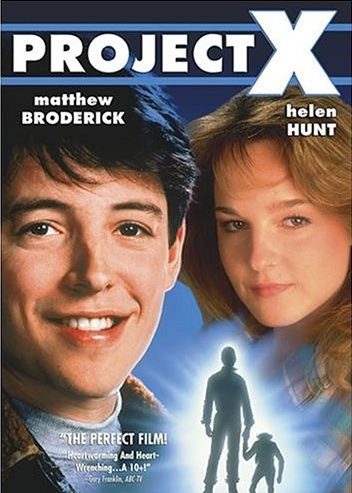 PROJECT X
matthew
BRODERICK
helen
HUNT
"THE PERFECT FILM!
Heartwarming And Heart-
Wrenching...A 10+!"
-Gary Franklin, ABC-TV